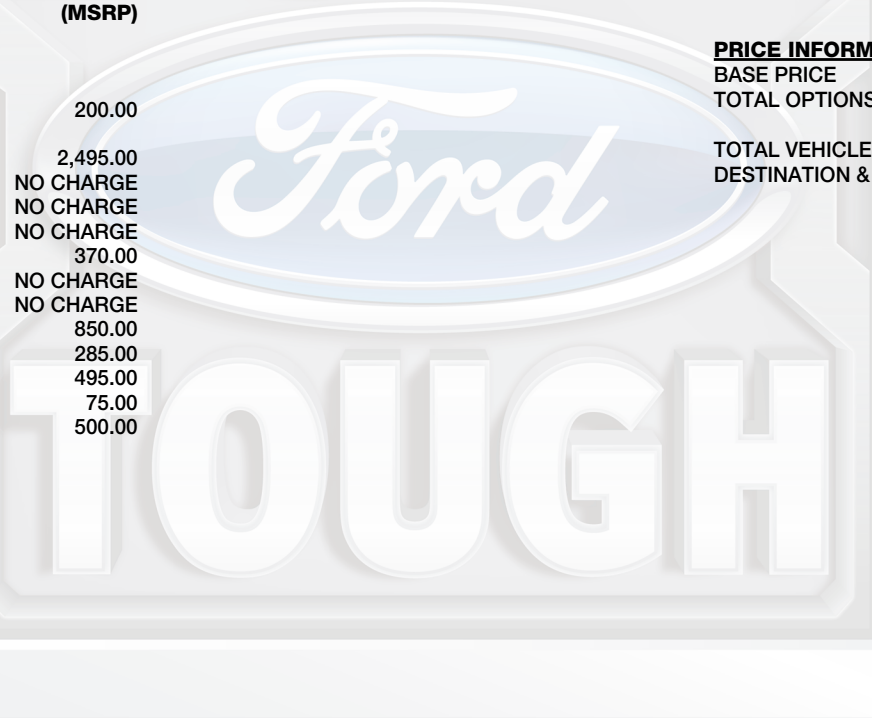 (MSRP)
200.00
2,495.00
NO CHARGE
NO CHARGE
NO CHARGE
370.00
NO CHARGE
NO CHARGE
850.00
285.00
495.00
75.00
500.00
PRICE INFORM
BASE PRICE
TOTAL OPTIONS
TOTAL VEHICLE
DESTINATION &
Ford
TOUGH